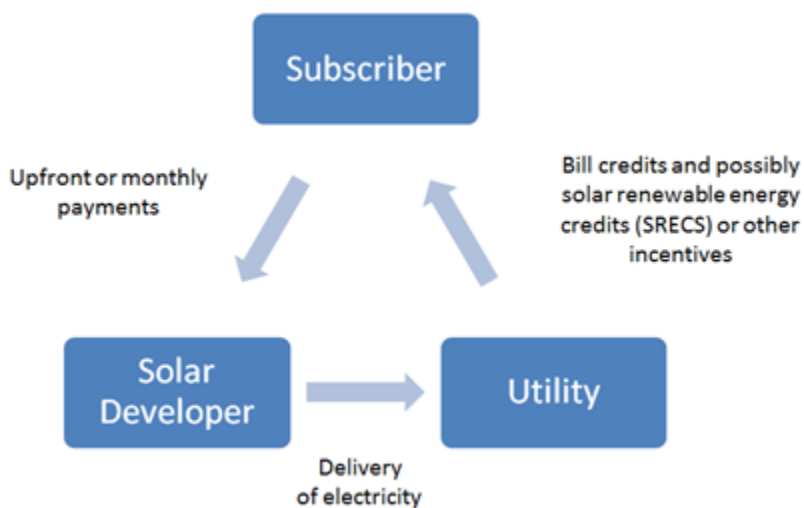 Subscriber
Upfront or monthly
payments
Bill credits and possibly
solar renewable energy
credits (SRECS) or other
incentives
Solar
Developer
Utility
Delivery
of electricity